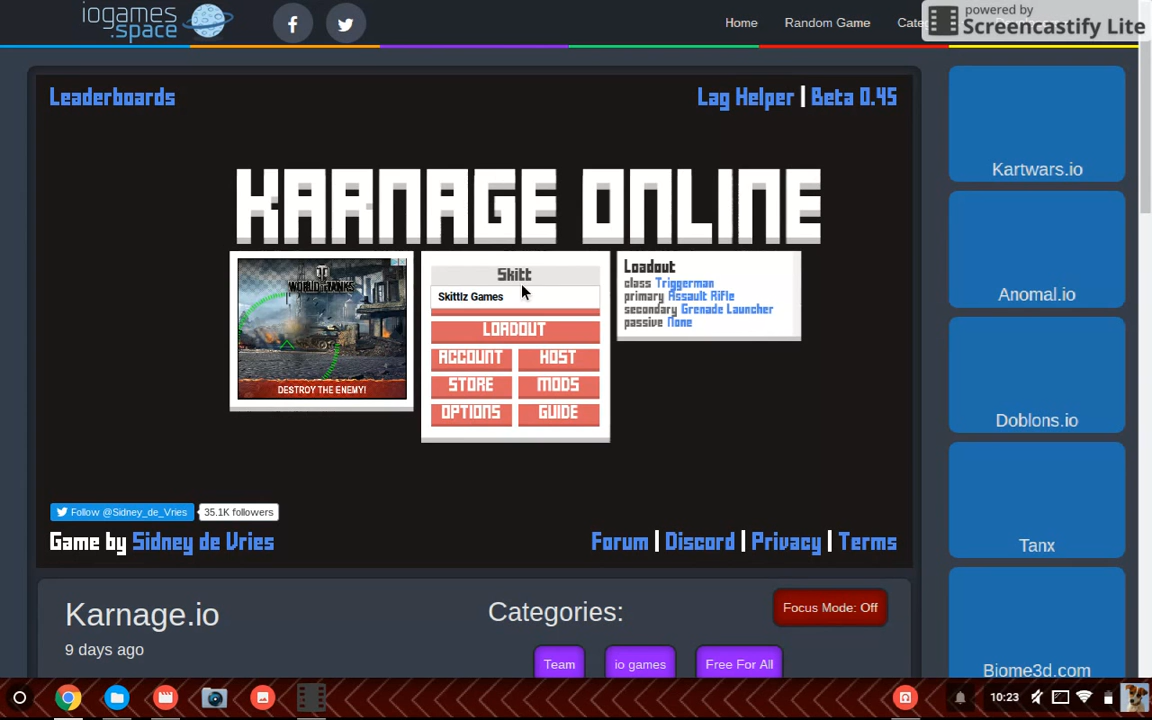 iogames
.space
Home
Random Game
Cate
powered by
Screencastify Lite
Leaderboards
Lag Helper | Beta 0.45
KARNAGE ONLINE
DESTROY THE ENEMY!
Skitt
Skittlz Games
LOADOUT
ACCOUNT
HOST
STORE
MODS
OPTIONS
GUIDE
Loadout
class Triggerman
primary Assault Rifle
secondary Grenade Launcher
passive None
Follow @Sidney_de_Vries
35.1K followers
Game by Sidney de Vries
Forum | Discord | Privacy | Terms
Karnage.io
9 days ago
Categories:
Focus Mode: Off
Team
io games
Free For All
Kartwars.io
Anomal.io
Doblons.io
Tanx
Biome3d.com
10:23